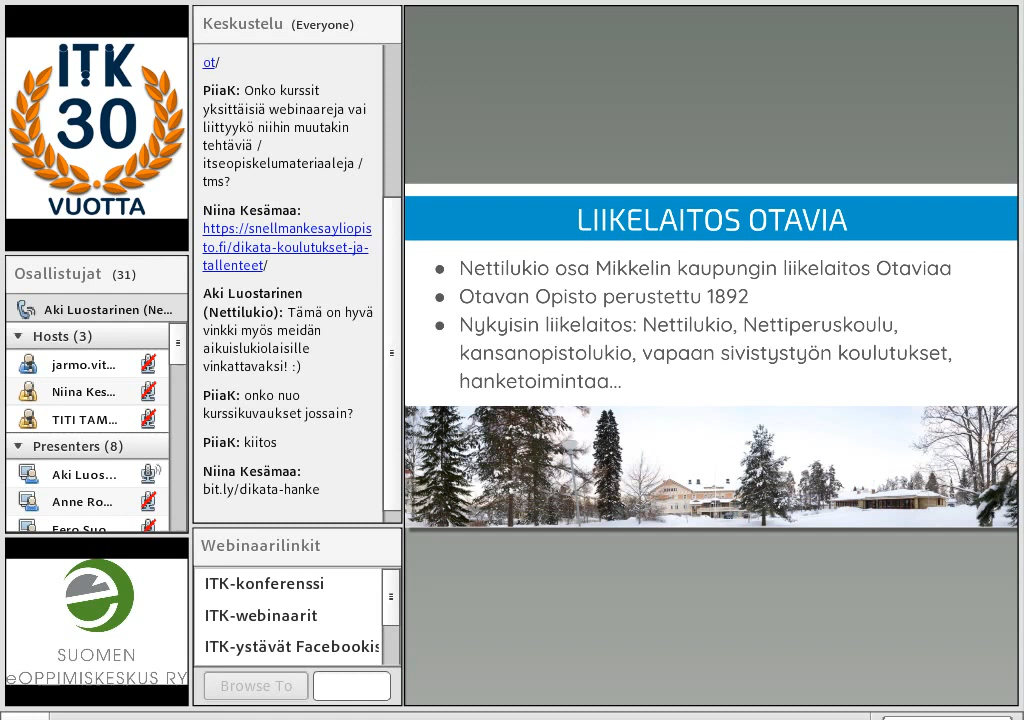 ITK
30
VUOTTA
Osallistujat (31)
Aki Luostarinen (Ne...
Hosts (3)
jarmo.vit...
Niina Kes...
TITI TAM...
Presenters (8)
Aki Luos...
Anne Ro...
Eero Suo
SUOMEN
eOPPIMISKESKUS RY
Keskustelu (Everyone)
ot/
PiiaK: Onko kurssit
yksittäisiä webinaareja vai
liittyykö niihin muutakin
tehtäviä /
itseopiskelumateriaaleja /
tms?
Niina Kesämaa:
https://snellmankesayliopis
to.fi/dikata-koulutukset-ja-
tallenteet/
Aki Luostarinen
(Nettilukio): Tämä on hyvä
vinkki myös meidän
aikuislukiolaisille
vinkattavaksi! :)
PiiaK: onko nuo
kurssikuvaukset jossain?
PiiaK: kiitos
Niina Kesämaa:
bit.ly/dikata-hanke
Webinaarilinkit
ITK-konferenssi
ITK-webinaarit
ITK-ystävät Facebookis
Browse To
LIIKELAITOS OTAVIA
● Nettilukio osa Mikkelin kaupungin liikelaitos Otaviaa
● Otavan Opisto perustettu 1892
● Nykyisin liikelaitos: Nettilukio, Nettiperuskoulu,
kansanopistolukio, vapaan sivistystyön koulutukset,
hanketoimintaa...